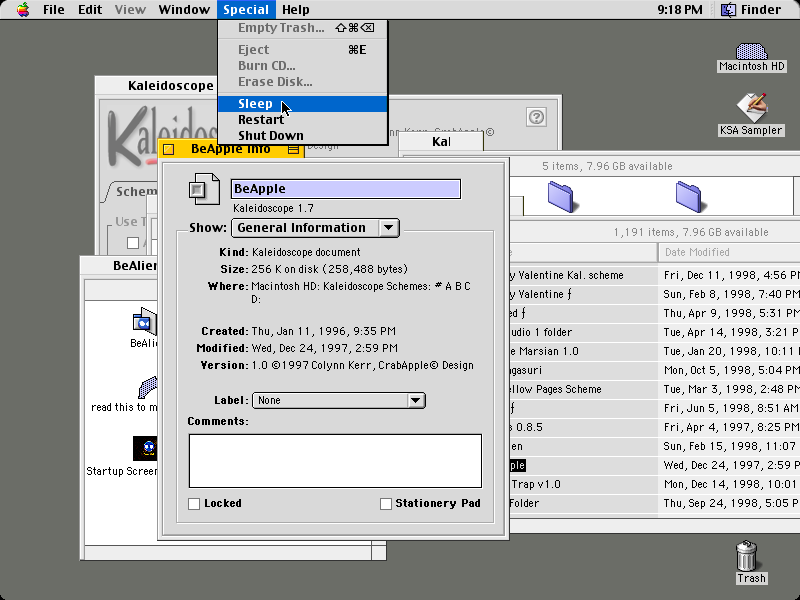 File Edit View Window Special Help 9:18 PM Finder
Empty Trash... ⇧⌘⌫
Eject ⌘E
Burn CD...
Erase Disk...
Sleep
Restart
Shut Down
Macintosh HD
KSA Sampler
Trash
Kaleidoscope
Kaleidos
?
Design
Schem
Use T
Kal
5 items, 7.96 GB available
1,191 items, 7.96 GB available
Date Modified
y Valentine Kal. scheme Fri, Dec 11, 1998, 4:56 P
y Valentine ƒ Sun, Feb 8, 1998, 7:40 PM
ed ƒ Thu, Apr 9, 1998, 5:31 PM
udio 1 folder Tue, Apr 14, 1998, 3:21 P
e Marsian 1.0 Tue, Jan 20, 1998, 10:11
agasuri Mon, Oct 5, 1998, 5:04 PM
ellow Pages Scheme Tue, Mar 3, 1998, 2:48 PM
ƒ Fri, Jun 5, 1998, 8:51 AM
s 0.8.5 Fri, Apr 4, 1997, 8:25 PM
en Sun, Feb 15, 1998, 11:07
ple Wed, Dec 24, 1997, 2:59 P
Trap v1.0 Mon, Dec 14, 1998, 10:01
Folder Thu, Sep 24, 1998, 5:05 P
BeAlien
BeAlie
read this to m
Startup Screen
BeApple Info
BeApple
Kaleidoscope 1.7
Show: General Information
Kind: Kaleidoscope document
Size: 256 K on disk (258,488 bytes)
Where: Macintosh HD: Kaleidoscope Schemes: # A B C
D:
Created: Thu, Jan 11, 1996, 9:35 PM
Modified: Wed, Dec 24, 1997, 2:59 PM
Version: 1.0 ©1997 Colynn Kerr, CrabApple© Design
Label: None
Comments:
Locked Stationery Pad